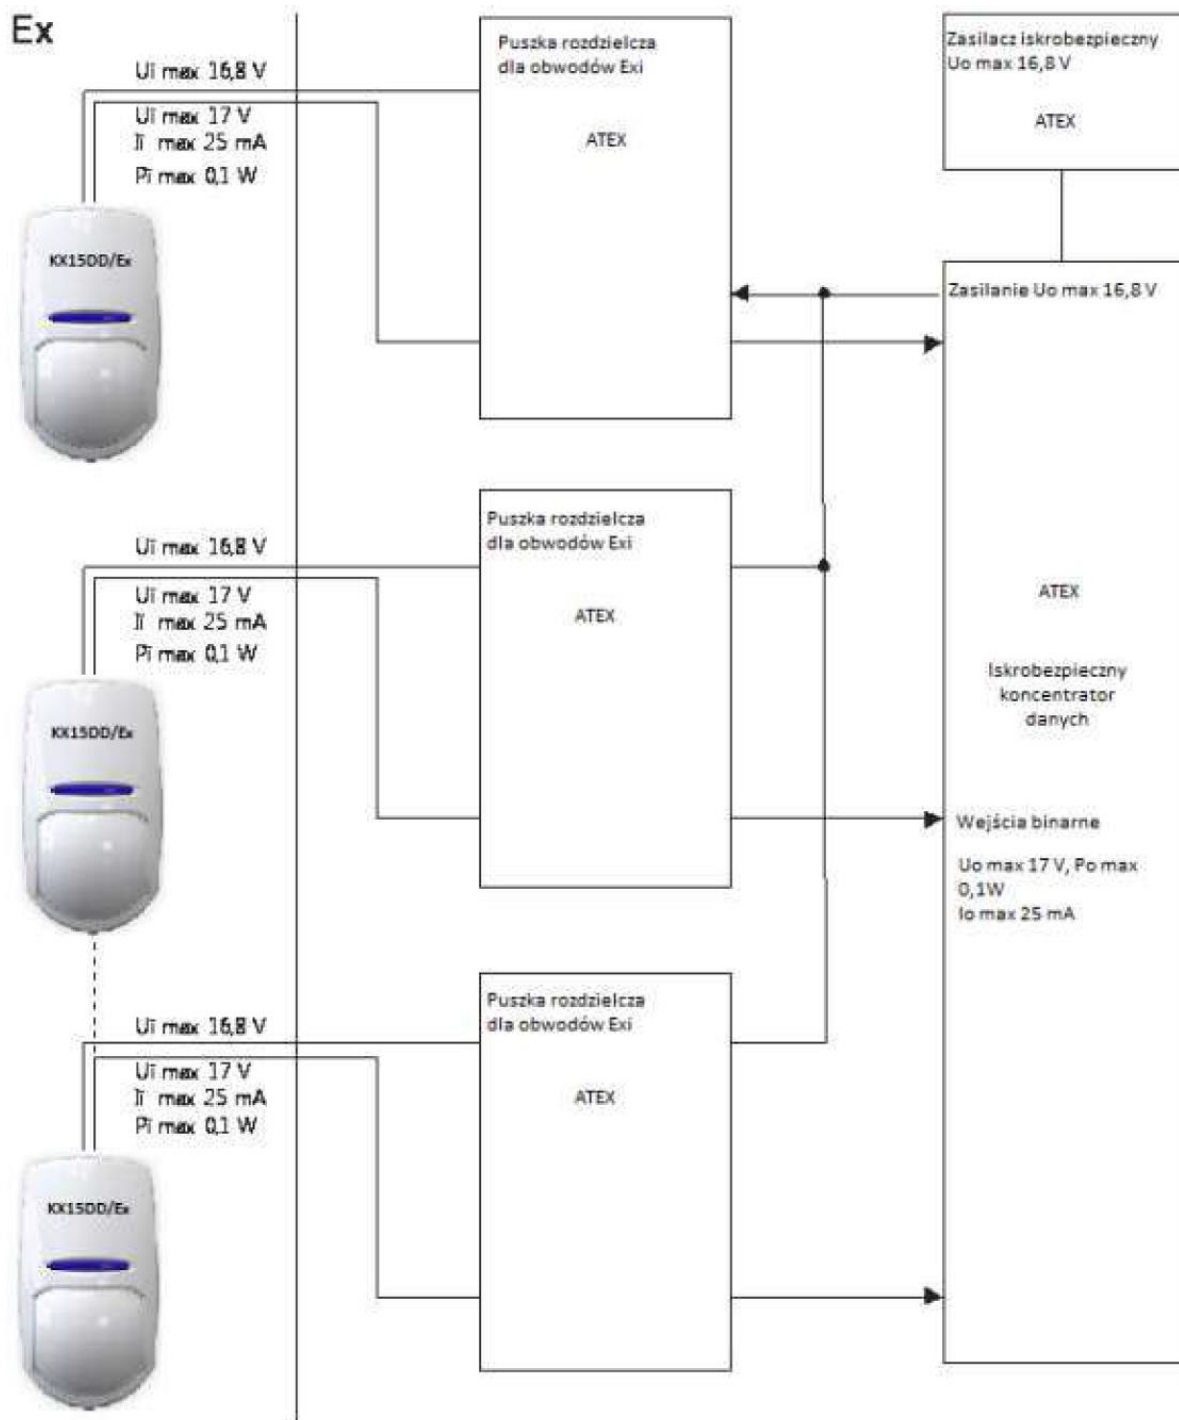 Ex
Ui max 16,8 V
Ui max 17 V
Ii max 25 mA
Pi max 0,1 W
KX15DD/Ex
Puszka rozdzielcza
dla obwodów Exi
ATEX
Zasilacz iskrobezpieczny
Uo max 16,8 V
ATEX
Zasilanie Uo max 16,8 V
Ui max 16,8 V
Ui max 17 V
Ii max 25 mA
Pi max 0,1 W
KX15DD/Ex
Puszka rozdzielcza
dla obwodów Exi
ATEX
ATEX
Iskrobezpieczny
koncentrator
danych
Wejścia binarne
Uo max 17 V, Po max
0,1W
Io max 25 mA
Ui max 16,8 V
Ui max 17 V
Ii max 25 mA
Pi max 0,1 W
KX15DD/Ex
Puszka rozdzielcza
dla obwodów Exi
ATEX